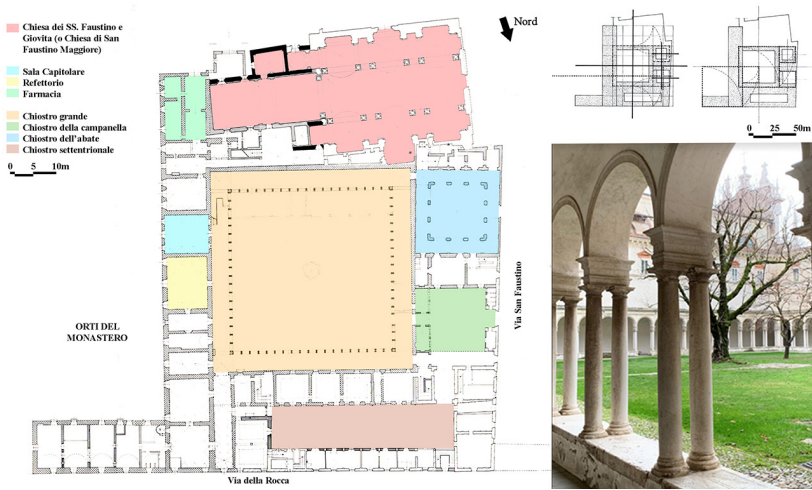 Chiesa dei SS. Faustino e
Giovita (o Chiesa di San
Faustino Maggiore)
Sala Capitolare
Refettorio
Farmacia
Chiostro grande
Chiostro della campanella
Chiostro dell'abate
Chiostro settentrionale
0 5 10m
Nord
0 25 50m
ORTI DEL
MONASTERO
Via San Faustino
Via della Rocca